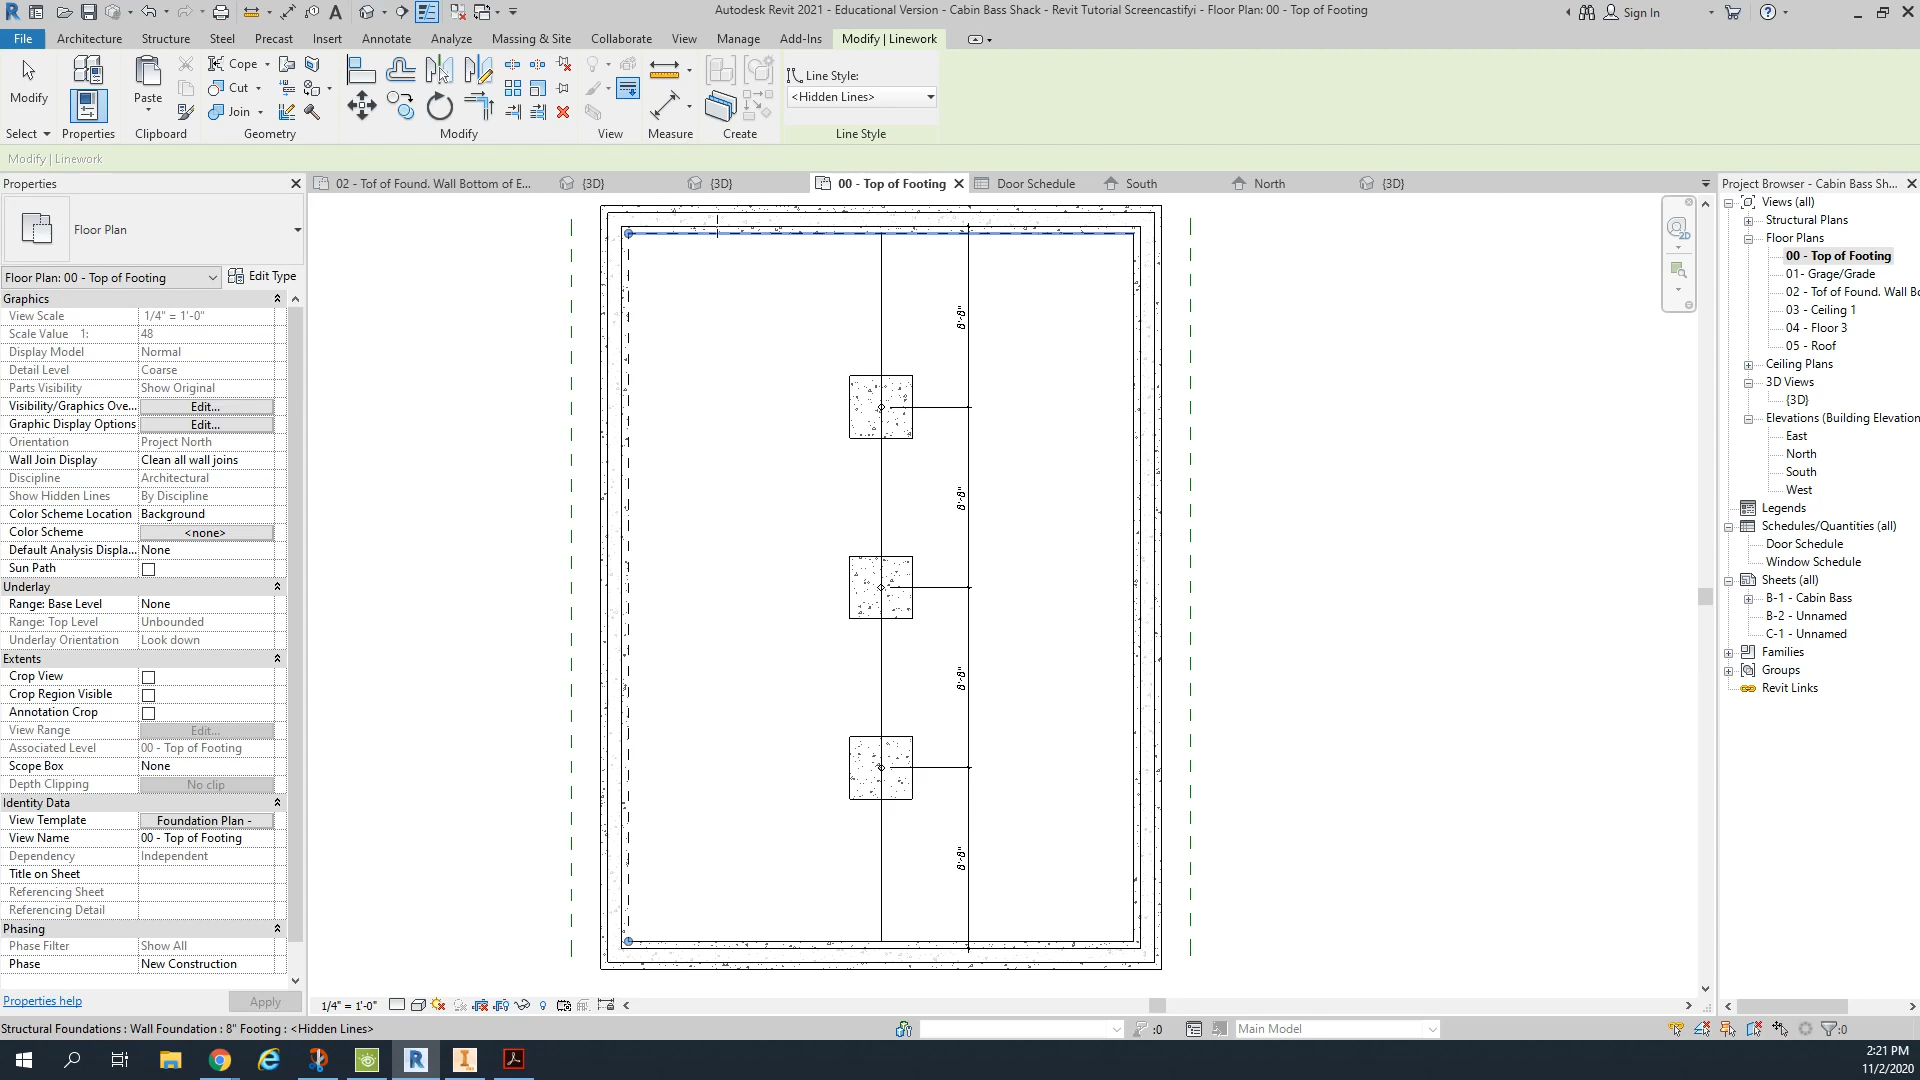 Autodesk Revit 2021 - Educational Version - Cabin Bass Shack - Revit Tutorial Screencastifyi - Floor Plan: 00 - Top of Footing
Sign In
File Architecture Structure Steel Precast Insert Annotate Analyze Massing & Site Collaborate View Manage Add-Ins Modify | Linework
Cope
Line Style:
Modify
Paste
Cut
<Hidden Lines>
Join
Select Properties Clipboard Geometry Modify View Measure Create Line Style
Modify | Linework
Properties
02 - Tof of Found. Wall Bottom of E... {3D} {3D} 00 - Top of Footing Door Schedule South North {3D}
Project Browser - Cabin Bass Sh...
Floor Plan
Floor Plan: 00 - Top of Footing Edit Type
Graphics
View Scale 1/4" = 1'-0"
Scale Value 1: 48
Display Model Normal
Detail Level Coarse
Parts Visibility Show Original
Visibility/Graphics Ove... Edit...
Graphic Display Options Edit...
Orientation Project North
Wall Join Display Clean all wall joins
Discipline Architectural
Show Hidden Lines By Discipline
Color Scheme Location Background
Color Scheme <none>
Default Analysis Displa... None
Sun Path
Underlay
Range: Base Level None
Range: Top Level Unbounded
Underlay Orientation Look down
Extents
Crop View
Crop Region Visible
Annotation Crop
View Range Edit...
Associated Level 00 - Top of Footing
Scope Box None
Depth Clipping No clip
Identity Data
View Template Foundation Plan -
View Name 00 - Top of Footing
Dependency Independent
Title on Sheet
Referencing Sheet
Referencing Detail
Phasing
Phase Filter Show All
Phase New Construction
Properties help Apply
8'-8"
8'-8"
8'-8"
8'-8"
2D
Views (all)
Structural Plans
Floor Plans
00 - Top of Footing
01- Grage/Grade
02 - Tof of Found. Wall Bo
03 - Ceiling 1
04 - Floor 3
05 - Roof
Ceiling Plans
3D Views
{3D}
Elevations (Building Elevation
East
North
South
West
Legends
Schedules/Quantities (all)
Door Schedule
Window Schedule
Sheets (all)
B-1 - Cabin Bass
B-2 - Unnamed
C-1 - Unnamed
Families
Groups
Revit Links
1/4" = 1'-0"
Structural Foundations : Wall Foundation : 8" Footing : <Hidden Lines>
:0
Main Model
:0
2:21 PM
11/2/2020